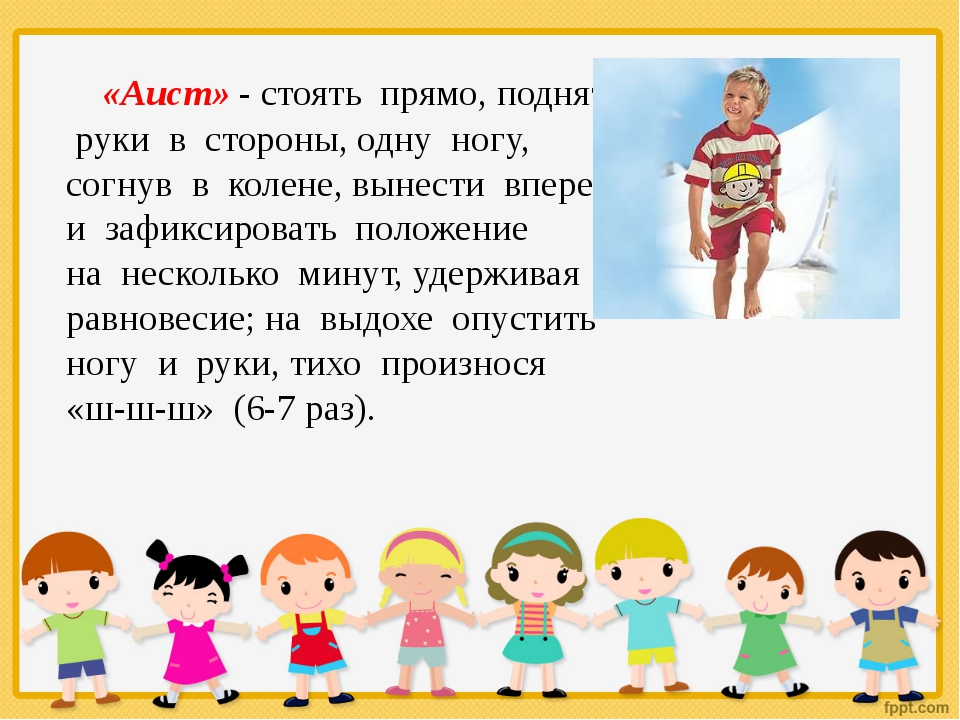 «Аист» - стоять прямо, поднят
руки в стороны, одну ногу,
согнув в колене, вынести впере
и зафиксировать положение
на несколько минут, удерживая
равновесие; на выдохе опустить
ногу и руки, тихо произнося
«ш-ш-ш» (6-7 раз).
fppt.com